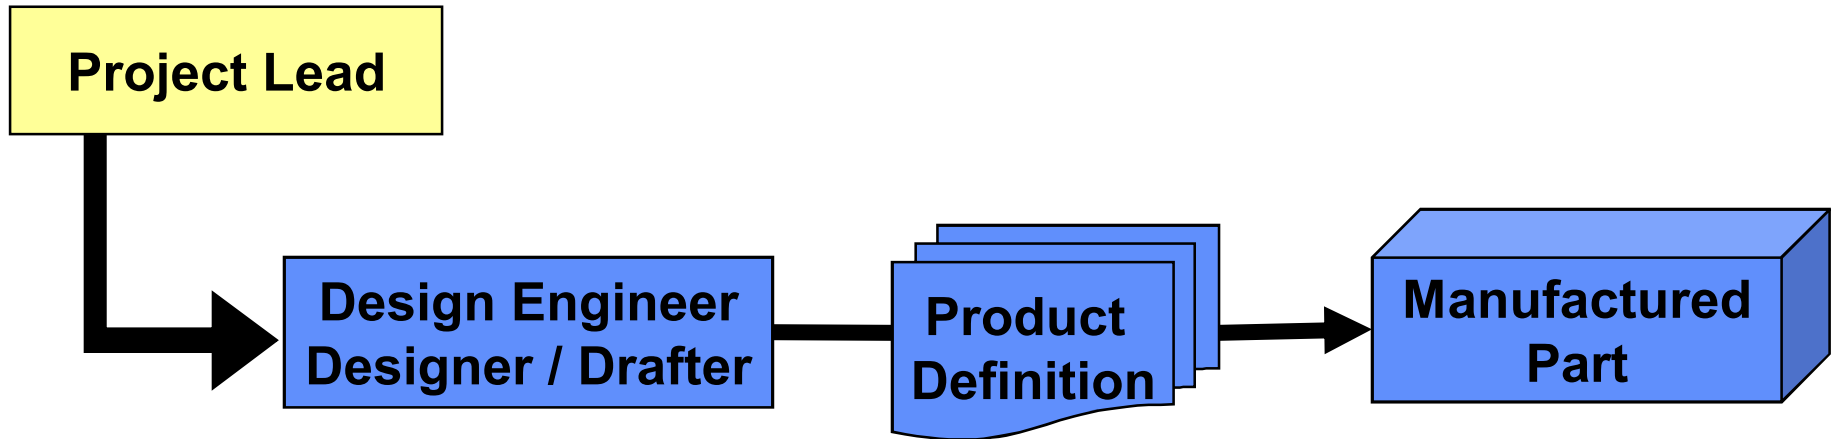 Project Lead
Design Engineer
Designer / Drafter
Product
Definition
Manufactured
Part